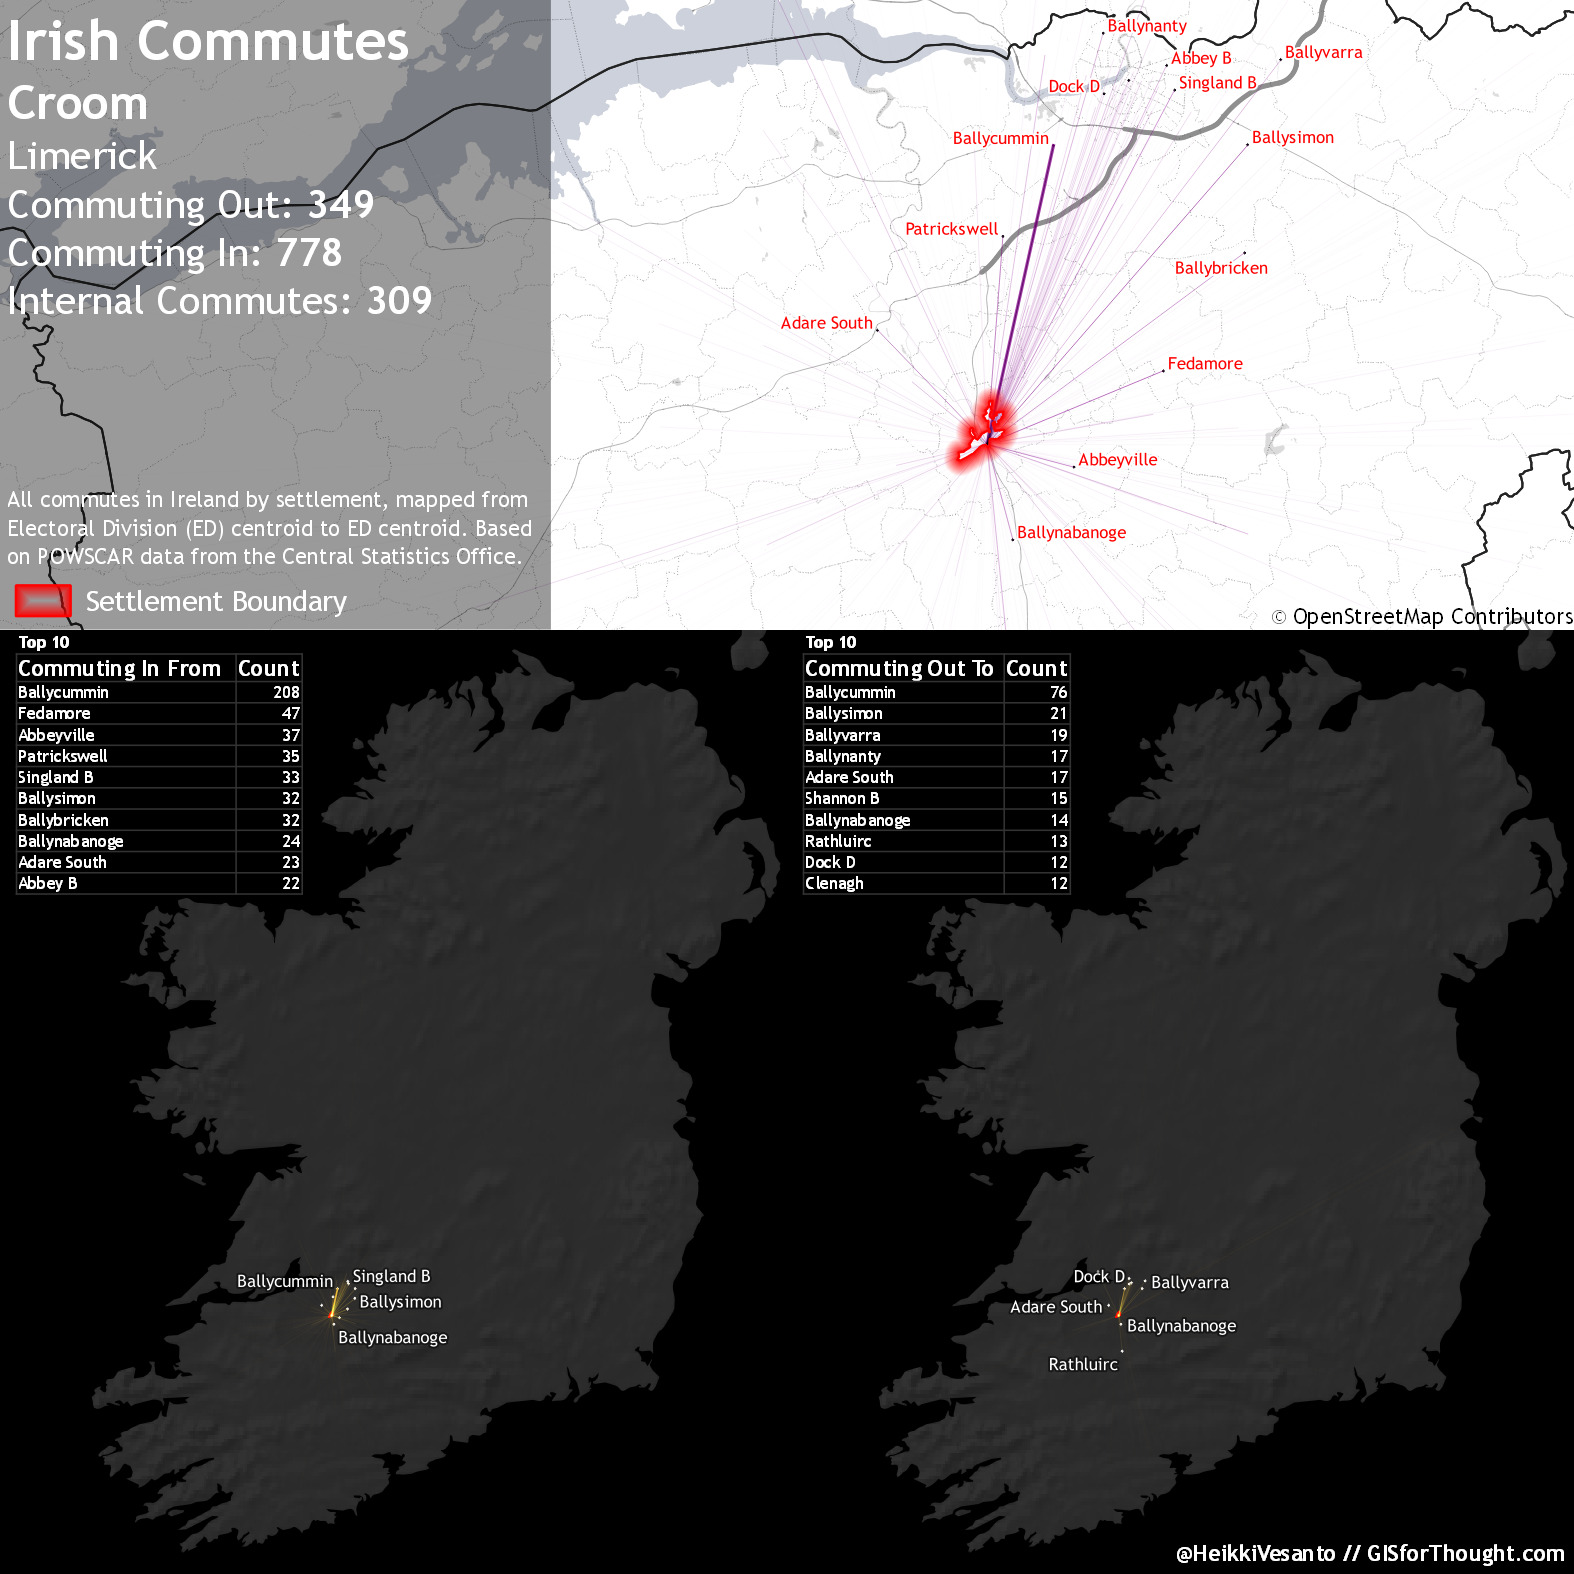 Irish Commutes
Croom
Limerick
Commuting Out: 349
Commuting In: 778
Internal Commutes: 309
All commutes in Ireland by settlement, mapped from
Electoral Division (ED) centroid to ED centroid. Based
on POWSCAR data from the Central Statistics Office.
Settlement Boundary
Ballynanty
Abbey B
Ballyvarra
Dock D
Singland B
Ballycummin
Ballysimon
Patrickswell
Ballybricken
Adare South
Fedamore
Abbeyville
Ballynabanoge
© OpenStreetMap Contributors
Top 10
Commuting In From Count
Ballycummin 208
Fedamore 47
Abbeyville 37
Patrickswell 35
Singland B 33
Ballysimon 32
Ballybricken 32
Ballynabanoge 24
Adare South 23
Abbey B 22
Top 10
Commuting Out To Count
Ballycummin 76
Ballysimon 21
Ballyvarra 19
Ballynanty 17
Adare South 17
Shannon B 15
Ballynabanoge 14
Rathluirc 13
Dock D 12
Clenagh 12
Ballycummin
Singland B
Ballysimon
Ballynabanoge
Dock D
Ballyvarra
Adare South
Ballynabanoge
Rathluirc
@HeikkiVesanto // GISforThought.com